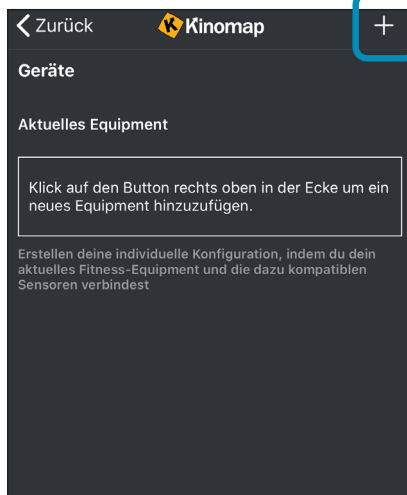 Zurück Kinomap +
Geräte
Aktuelles Equipment
Klick auf den Button rechts oben in der Ecke um ein
neues Equipment hinzuzufügen.
Erstellen deine individuelle Konfiguration, indem du dein
aktuelles Fitness-Equipment und die dazu kompatiblen
Sensoren verbindest